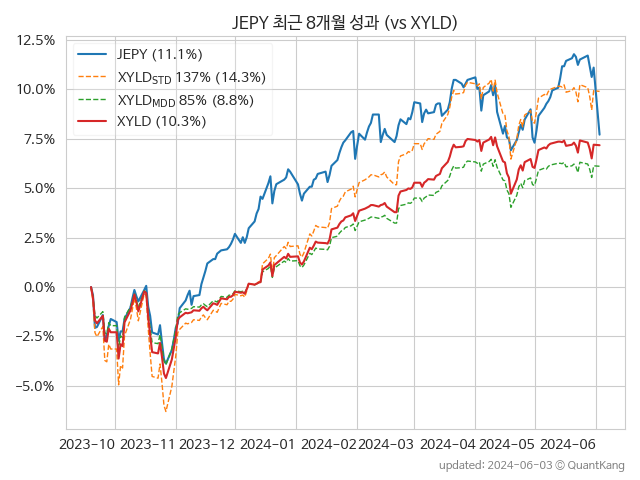 JEPY 최근 8개월 성과 (vs XYLD)
12.5%
10.0%
7.5%
5.0%
2.5%
0.0%
−2.5%
−5.0%
JEPY (11.1%)
XYLD_STD 137% (14.3%)
XYLD_MDD 85% (8.8%)
XYLD (10.3%)
2023−10 2023−11 2023−12 2024−01 2024−02 2024−03 2024−04 2024−05 2024−06
updated: 2024-06-03 © QuantKang